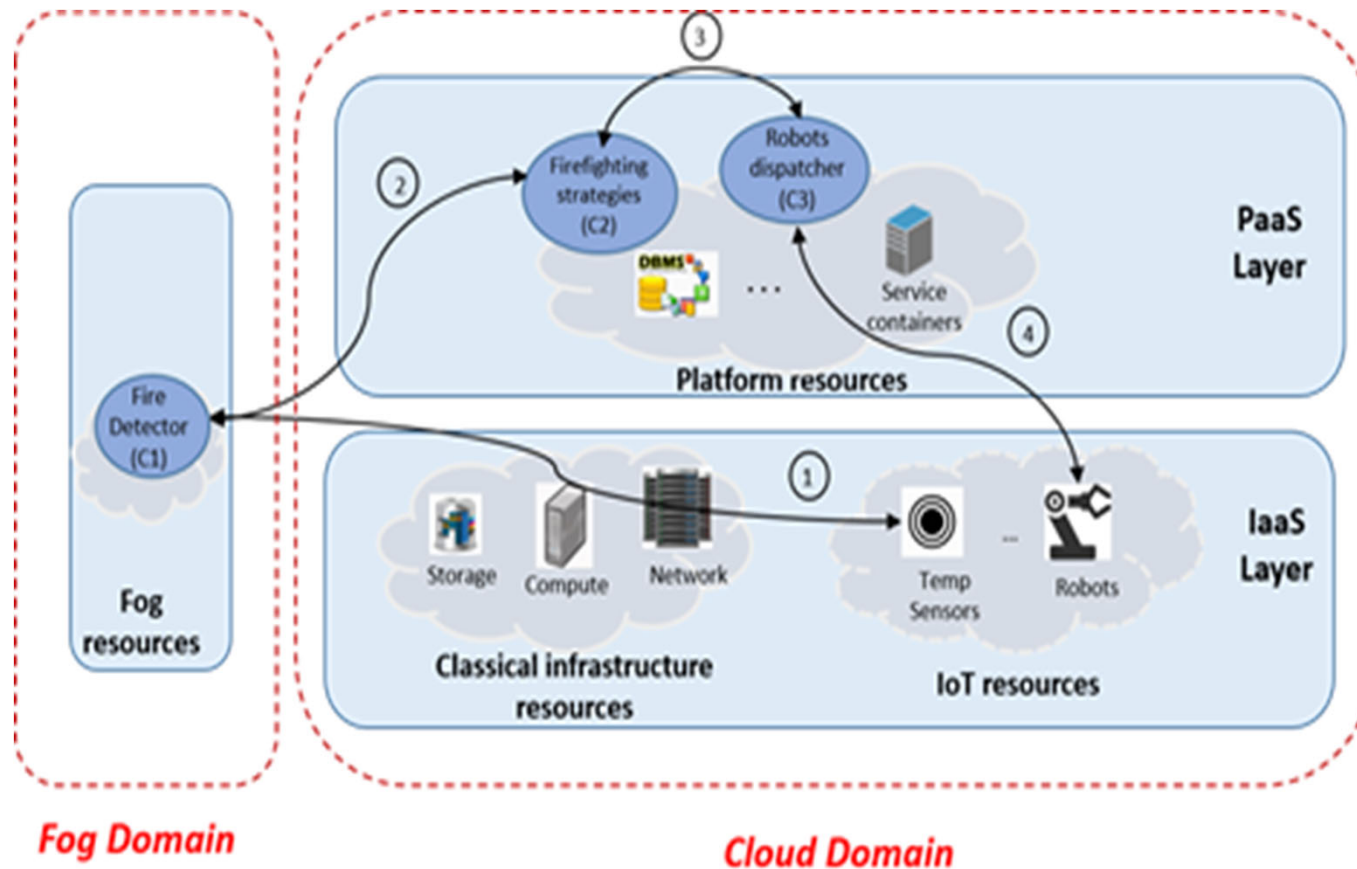 3
Firefighting
strategies
(C2)
Robots
dispatcher
(C3)
2
PaaS
Layer
DBMS
...
Service
containers
4
Platform resources
Fire
Detector
(C1)
Fog
resources
1
Storage
Compute
Network
Temp
Sensors
...
Robots
IaaS
Layer
Classical infrastructure
resources
IoT resources
Fog Domain
Cloud Domain